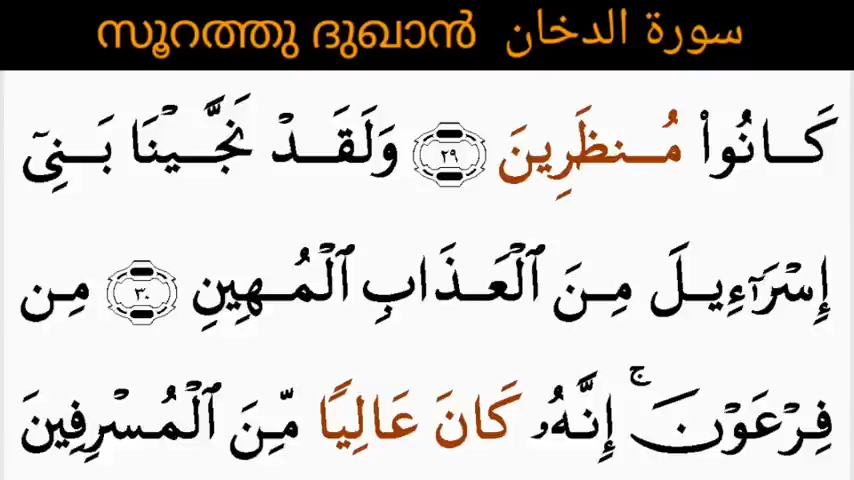 സൂറത്തു ദുഖാൻ سورة الدخان
كَانُوا۟ مُنظَرِينَ ٢٩ وَلَقَدْ نَجَّيْنَا بَنِىٓ
إِسْرَٰٓءِيلَ مِنَ ٱلْعَذَابِ ٱلْمُهِينِ ٣٠ مِن
فِرْعَوْنَ ۚ إِنَّهُۥ كَانَ عَالِيًا مِّنَ ٱلْمُسْرِفِينَ